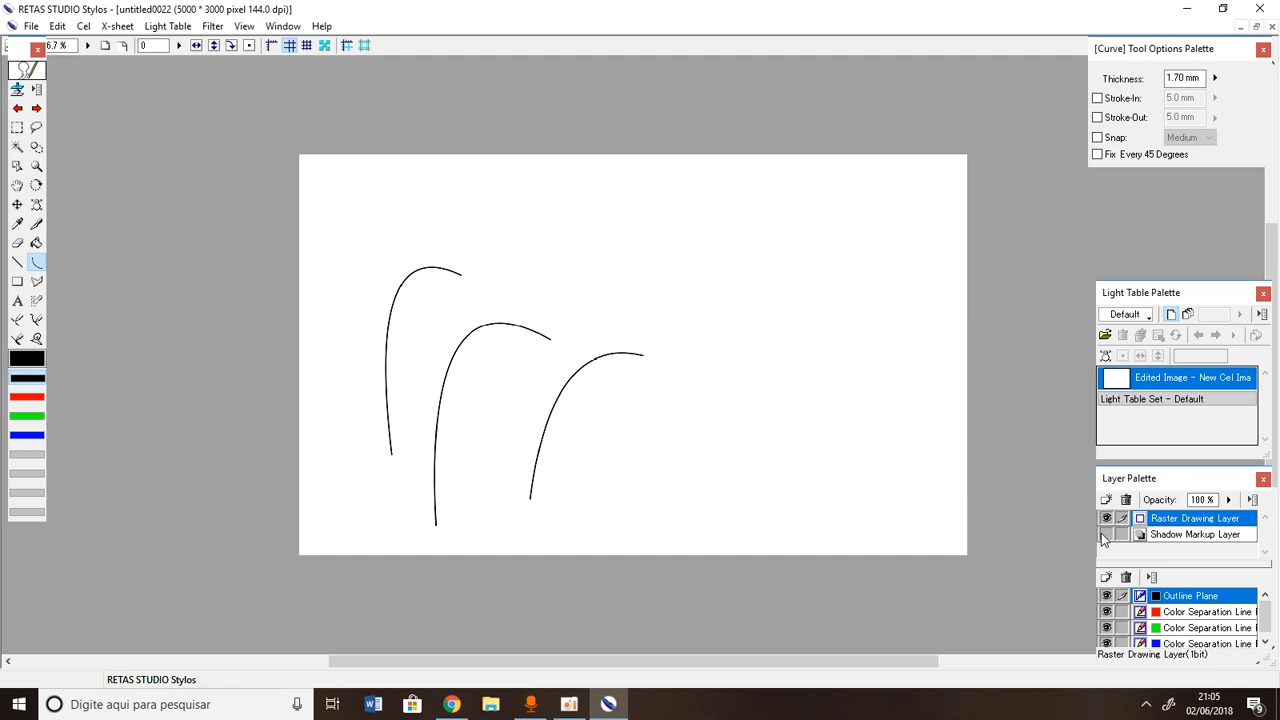 RETAS STUDIO Stylos - [untitled0022 (5000 * 3000 pixel 144.0 dpi)]
File Edit Cel X-sheet Light Table Filter View Window Help
6.7 % 0
[Curve] Tool Options Palette
Thickness: 1.70 mm
Stroke-In: 5.0 mm
Stroke-Out: 5.0 mm
Snap: Medium
Fix Every 45 Degrees
A
Light Table Palette
Default
Edited Image - New Cel Ima
Light Table Set - Default
Layer Palette
Opacity: 100 %
Raster Drawing Layer
Shadow Markup Layer
Outline Plane
Color Separation Line
Color Separation Line
Color Separation Line
Raster Drawing Layer(1bit)
RETAS STUDIO Stylos
Digite aqui para pesquisar
21:05
02/06/2018
9